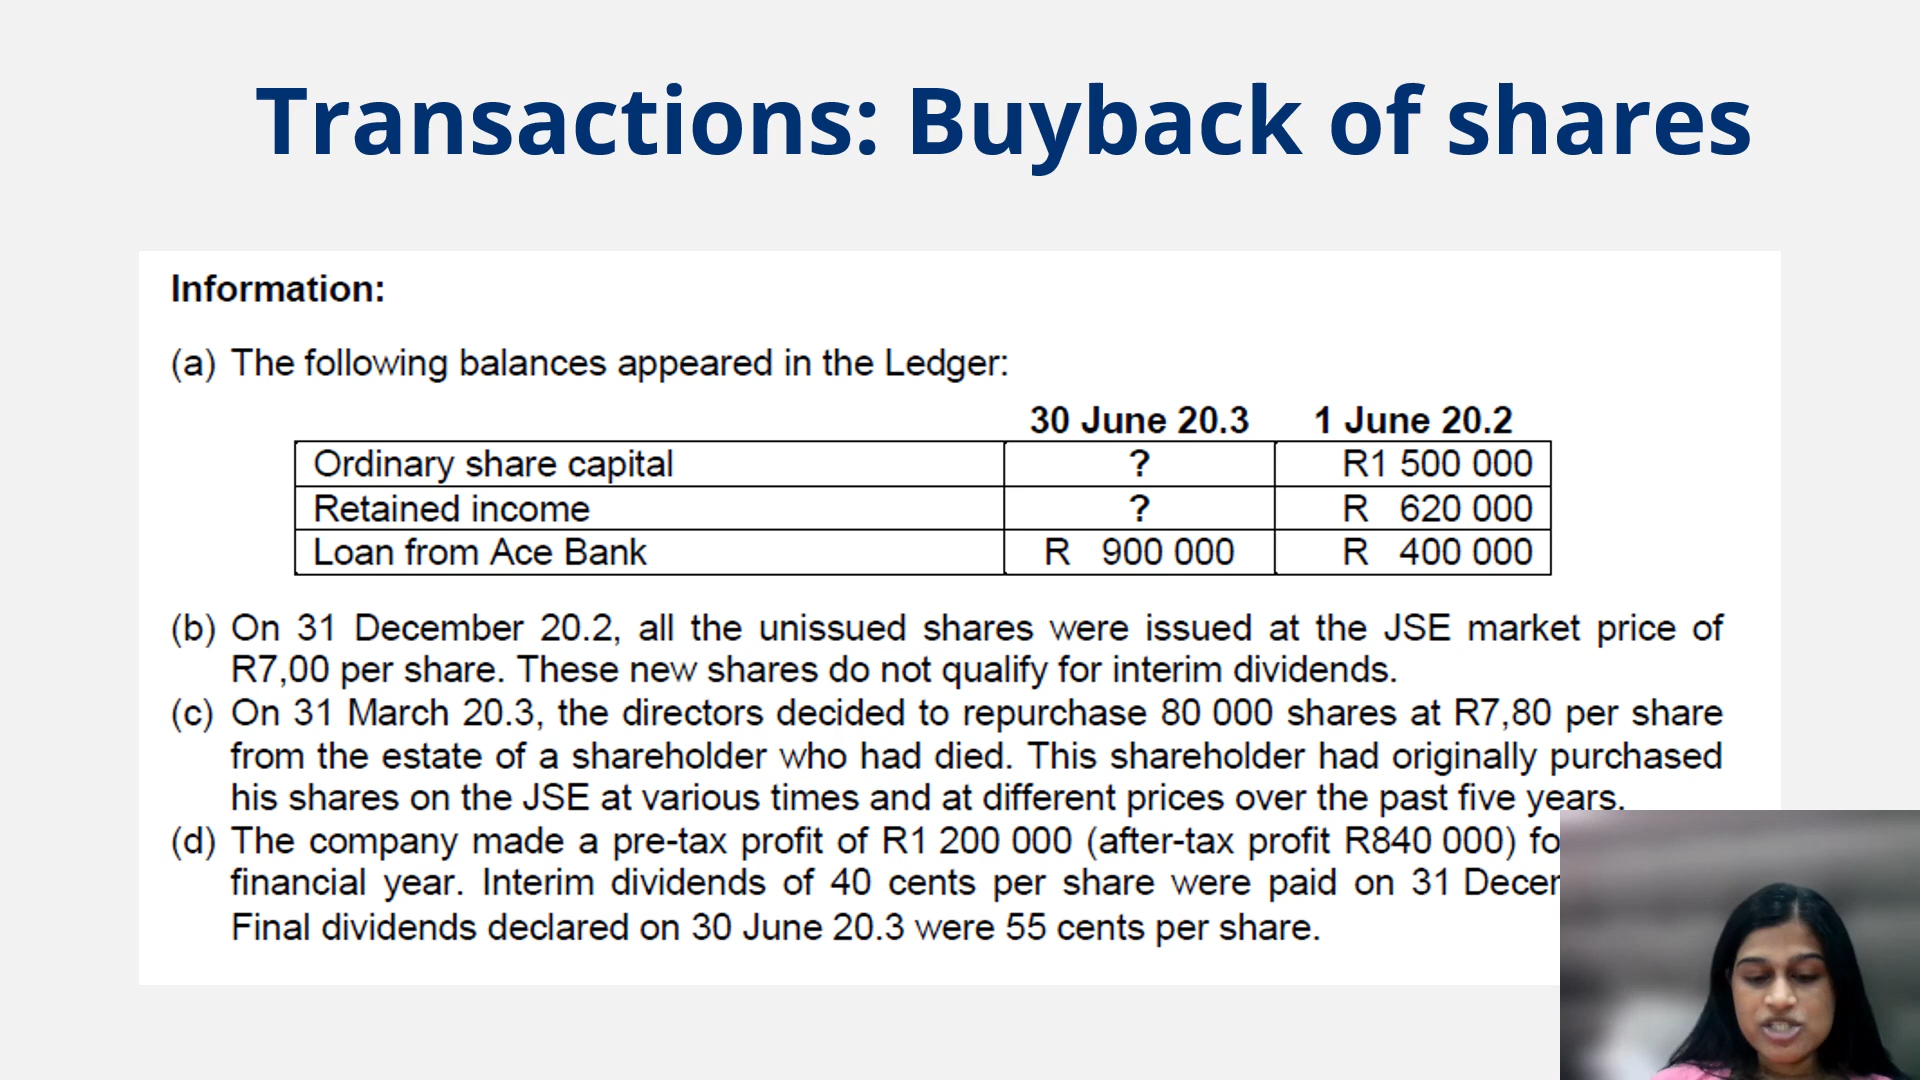 Transactions: Buyback of shares
Information:
(a) The following balances appeared in the Ledger:
30 June 20.3 1 June 20.2
Ordinary share capital ? R1 500 000
Retained income ? R 620 000
Loan from Ace Bank R 900 000 R 400 000
(b) On 31 December 20.2, all the unissued shares were issued at the JSE market price of
R7,00 per share. These new shares do not qualify for interim dividends.
(c) On 31 March 20.3, the directors decided to repurchase 80 000 shares at R7,80 per share
from the estate of a shareholder who had died. This shareholder had originally purchased
his shares on the JSE at various times and at different prices over the past five years.
(d) The company made a pre-tax profit of R1 200 000 (after-tax profit R840 000)
financial year. Interim dividends of 40 cents per share were paid on 31
Final dividends declared on 30 June 20.3 were 55 cents per share.